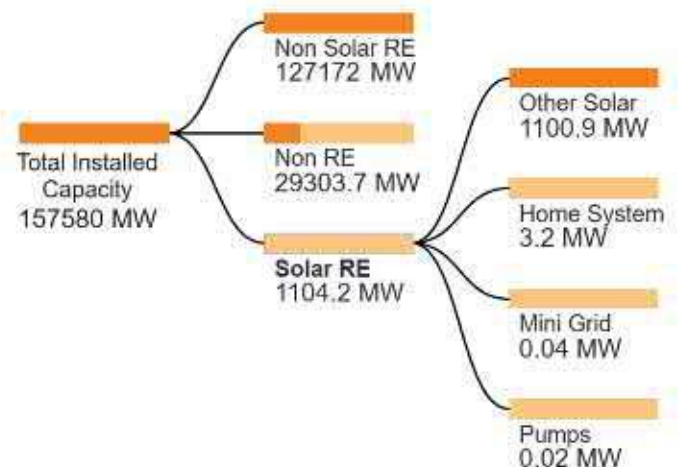 Total Installed
Capacity
157580 MW
Non Solar RE
127172 MW
Non RE
29303.7 MW
Solar RE
1104.2 MW
Other Solar
1100.9 MW
Home System
3.2 MW
Mini Grid
0.04 MW
Pumps
0.02 MW